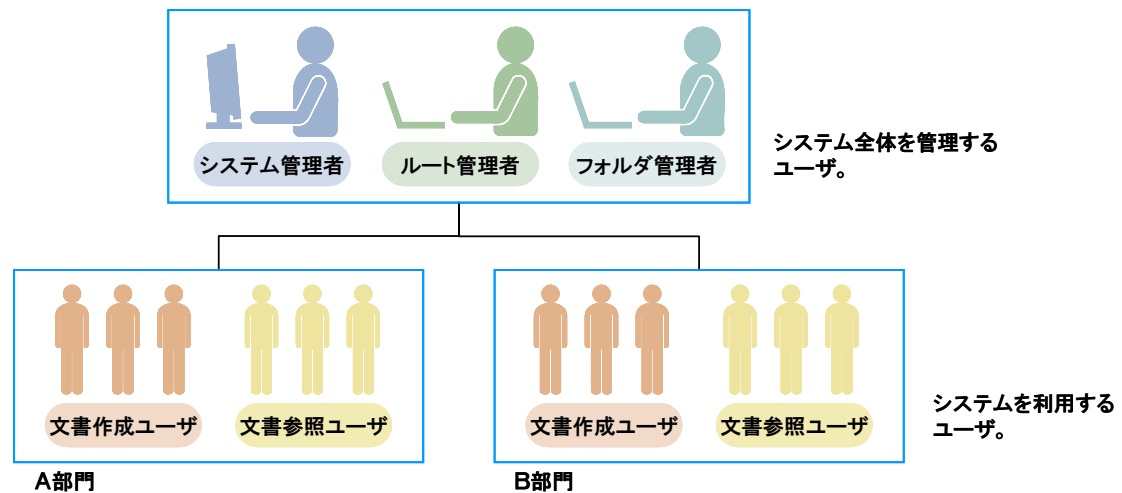 システム管理者
ルート管理者
フォルダ管理者
システム全体を管理する
ユーザ。
文書作成ユーザ
文書参照ユーザ
A部門
文書作成ユーザ
文書参照ユーザ
B部門
システムを利用する
ユーザ。